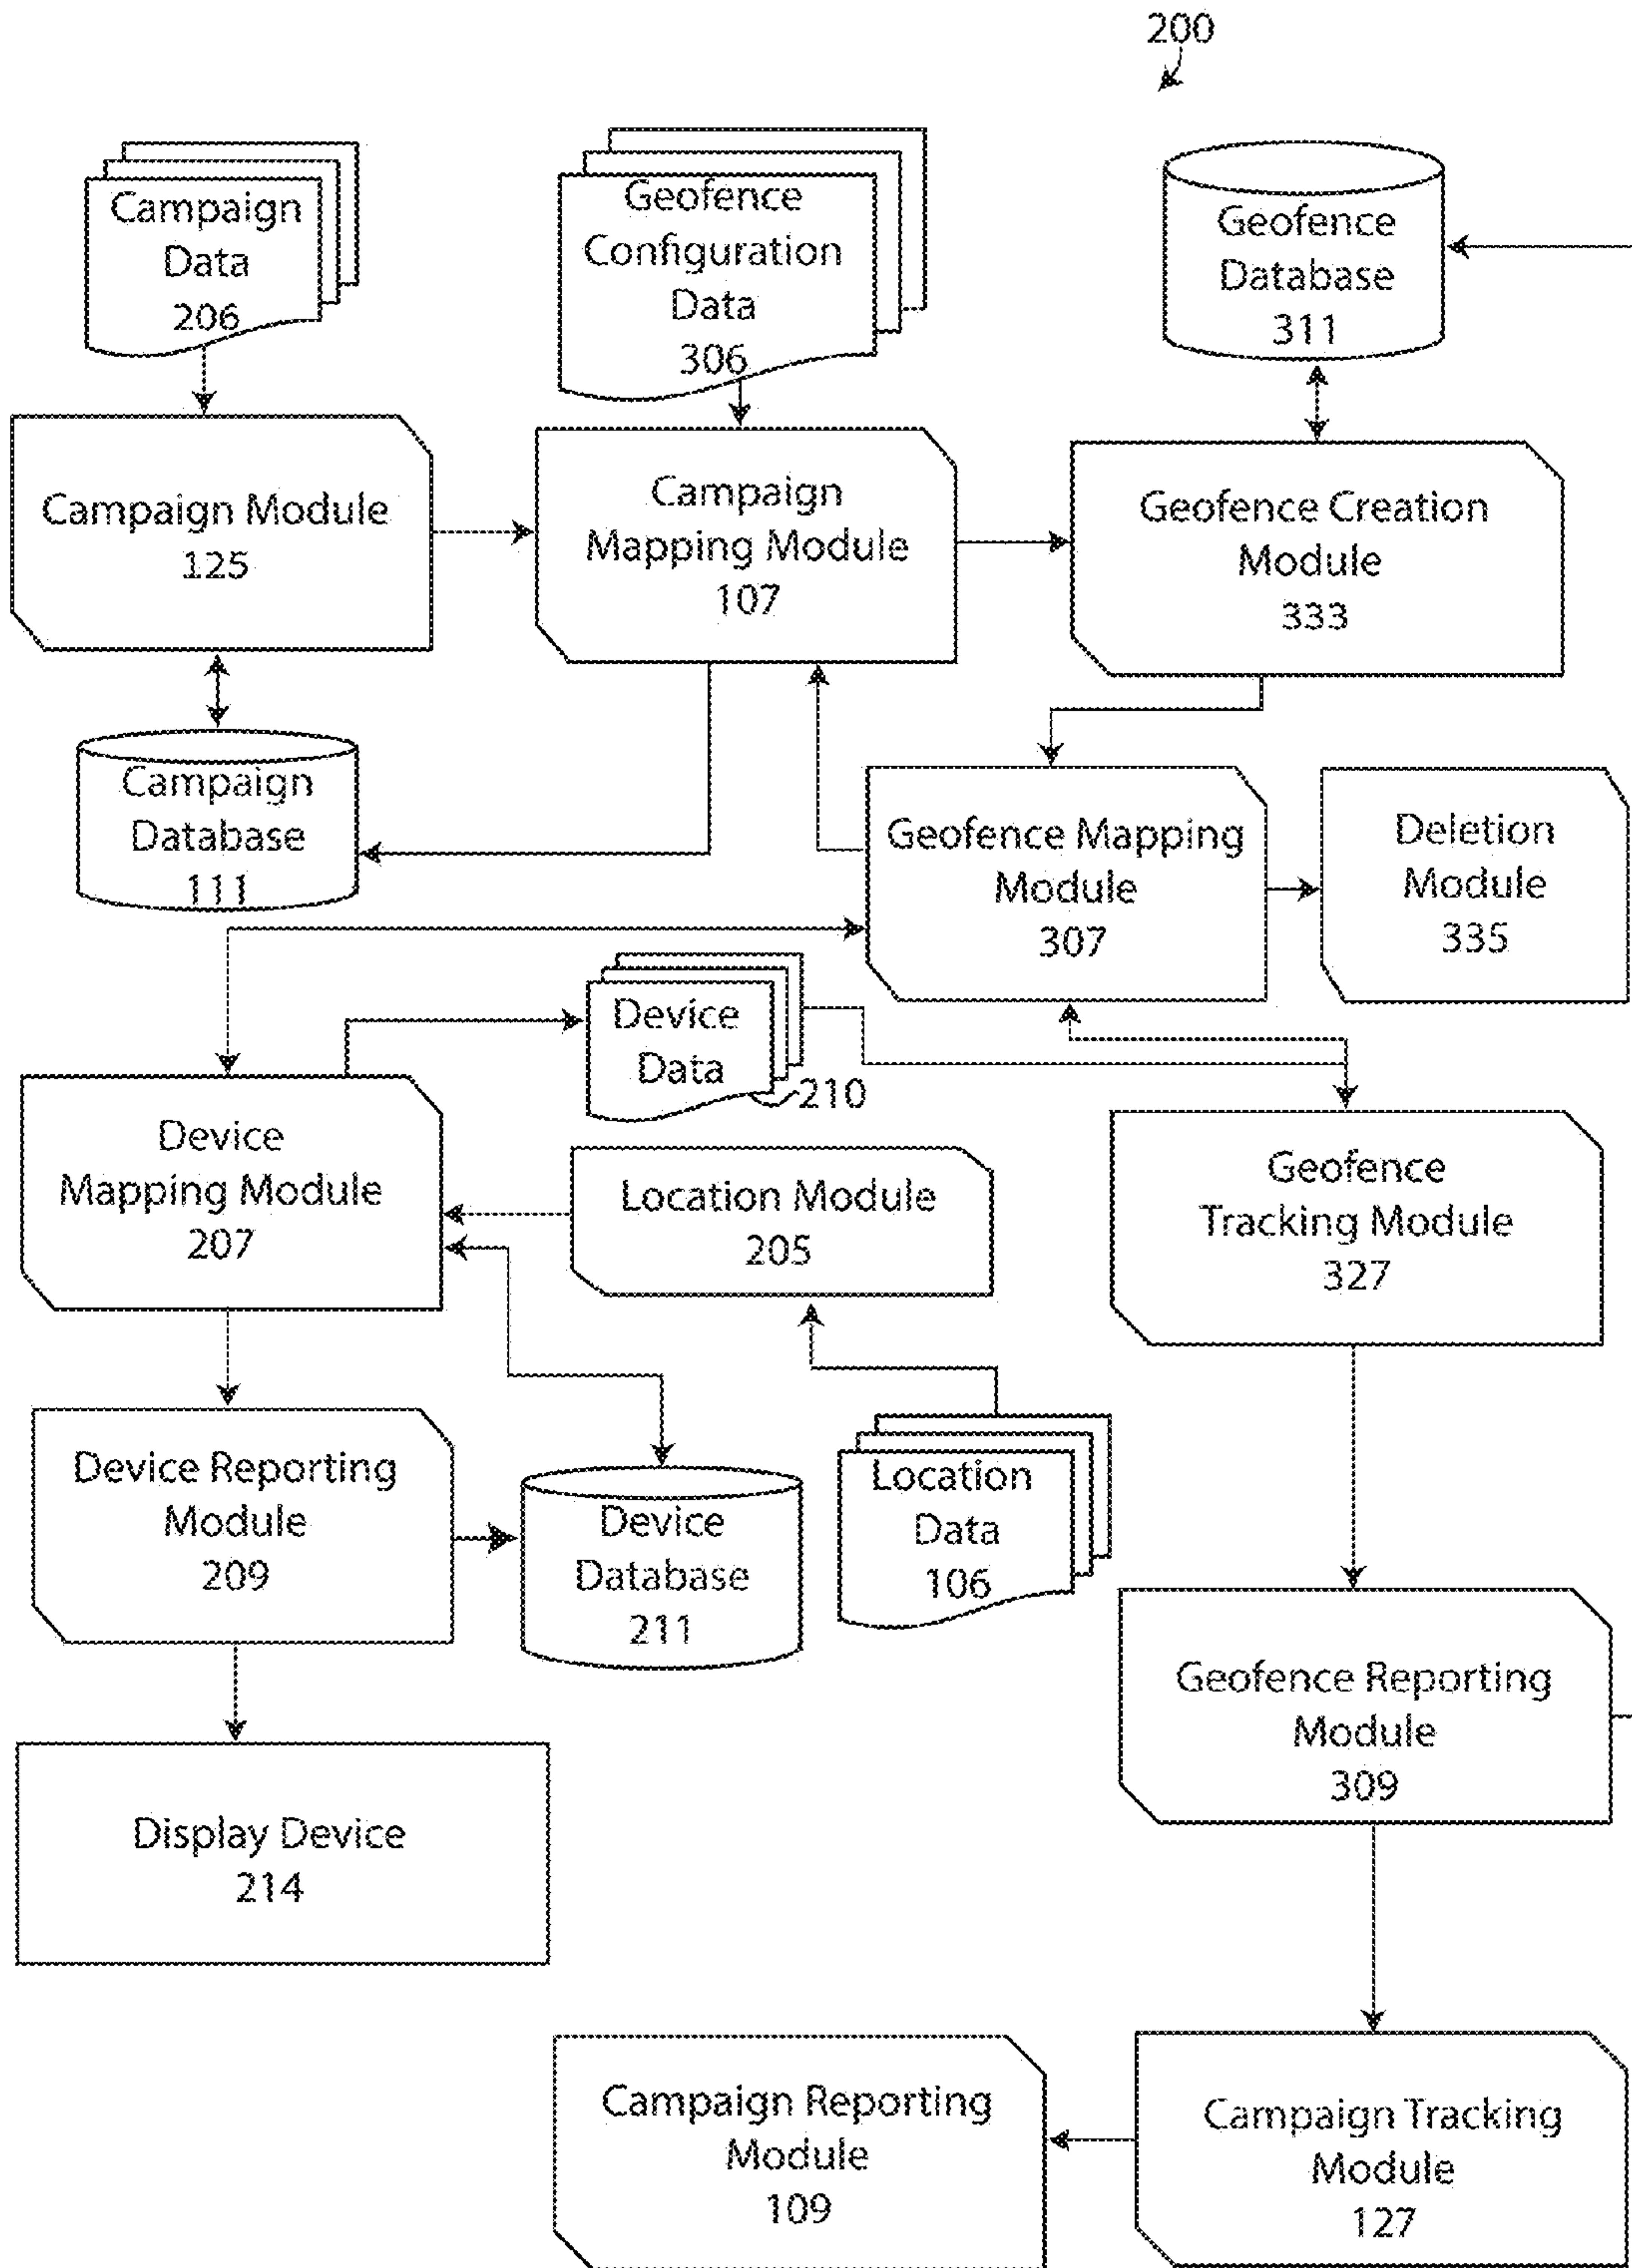 200
Campaign
Data
206
Geofence
Configuration
Data
306
Geofence
Database
311
Campaign Module
125
Campaign
Mapping Module
107
Geofence Creation
Module
333
Campaign
Database
111
Geofence Mapping
Module
307
Deletion
Module
335
Device
Data
210
Device
Mapping Module
207
Location Module
205
Geofence
Tracking Module
327
Device Reporting
Module
209
Device
Database
211
Location
Data
106
Geofence Reporting
Module
309
Display Device
214
Campaign Reporting
Module
109
Campaign Tracking
Module
127